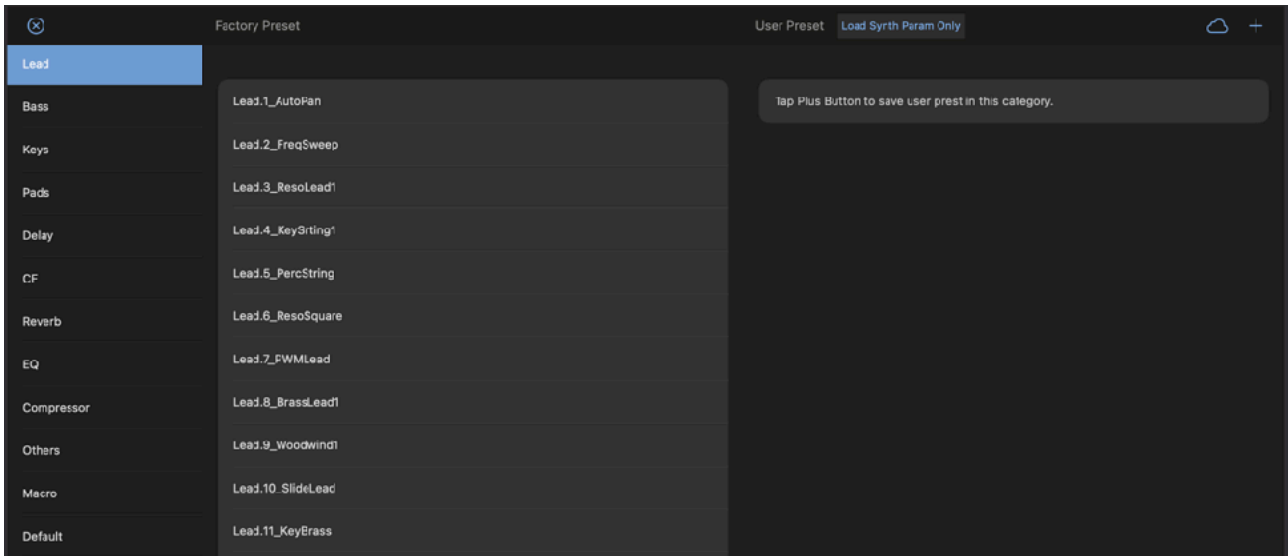 Factory Preset
User Preset
Load Synth Param Only
Lead
Bass
Keys
Pads
Delay
CF
Reverb
EQ
Compressor
Others
Macro
Default
Lead.1_AutoPan
Lead.2_FreqSweep
Lead.3_ResoLead1
Lead.4_KeySrting1
Lead.5_PercString
Lead.6_ResoSquare
Lead.7_PWMLead
Lead.8_BrassLead1
Lead.9_Woodwind1
Lead.10_SlideLead
Lead.11_KeyBrass
Tap Plus Button to save user prest in this category.